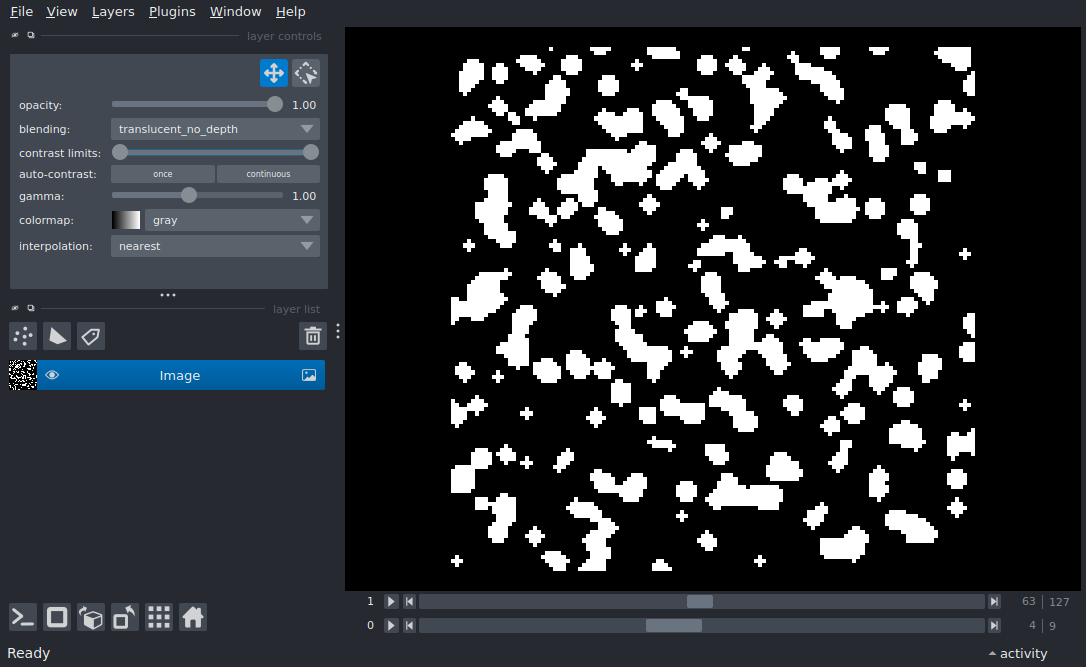 File View Layers Plugins Window Help
layer controls
opacity: 1.00
blending: translucent_no_depth
contrast limits:
auto-contrast: once continuous
gamma: 1.00
colormap: gray
interpolation: nearest
layer list
Image
1 63 127
0 4 9
Ready activity